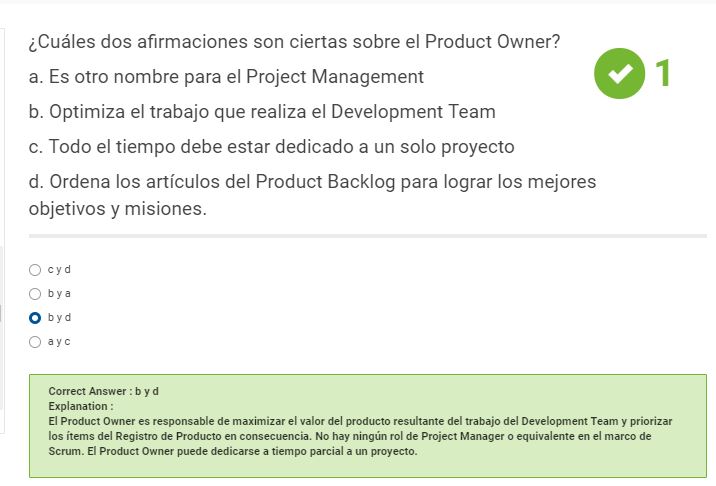 ¿Cuáles dos afirmaciones son ciertas sobre el Product Owner?
1
a. Es otro nombre para el Project Management
b. Optimiza el trabajo que realiza el Development Team
c. Todo el tiempo debe estar dedicado a un solo proyecto
d. Ordena los artículos del Product Backlog para lograr los mejores
objetivos y misiones.
c y d
b y a
b y d
a y c
Correct Answer : b y d
Explanation :
El Product Owner es responsable de maximizar el valor del producto resultante del trabajo del Development Team y priorizar
los ítems del Registro de Producto en consecuencia. No hay ningún rol de Project Manager o equivalente en el marco de
Scrum. El Product Owner puede dedicarse a tiempo parcial a un proyecto.